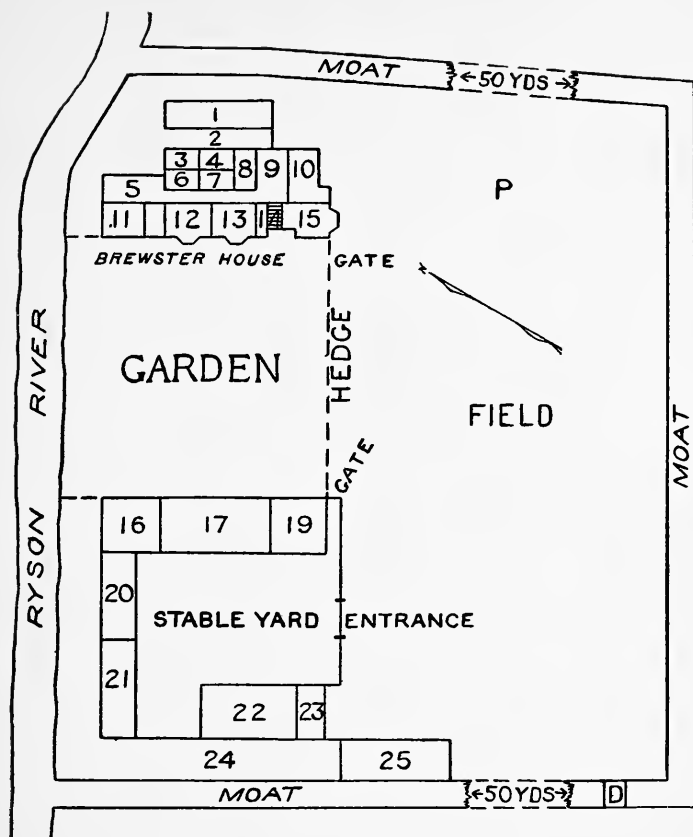 MOAT
←50 YDS→
1
2
3 4 8 9 10
6 7
5
P
11 12 13 14 15
BREWSTER HOUSE
GATE
RYSON RIVER
GARDEN
HEDGE
FIELD
MOAT
GATE
16 17 19
20
STABLE YARD
ENTRANCE
21
22 23
24 25
MOAT
←50 YDS→
D